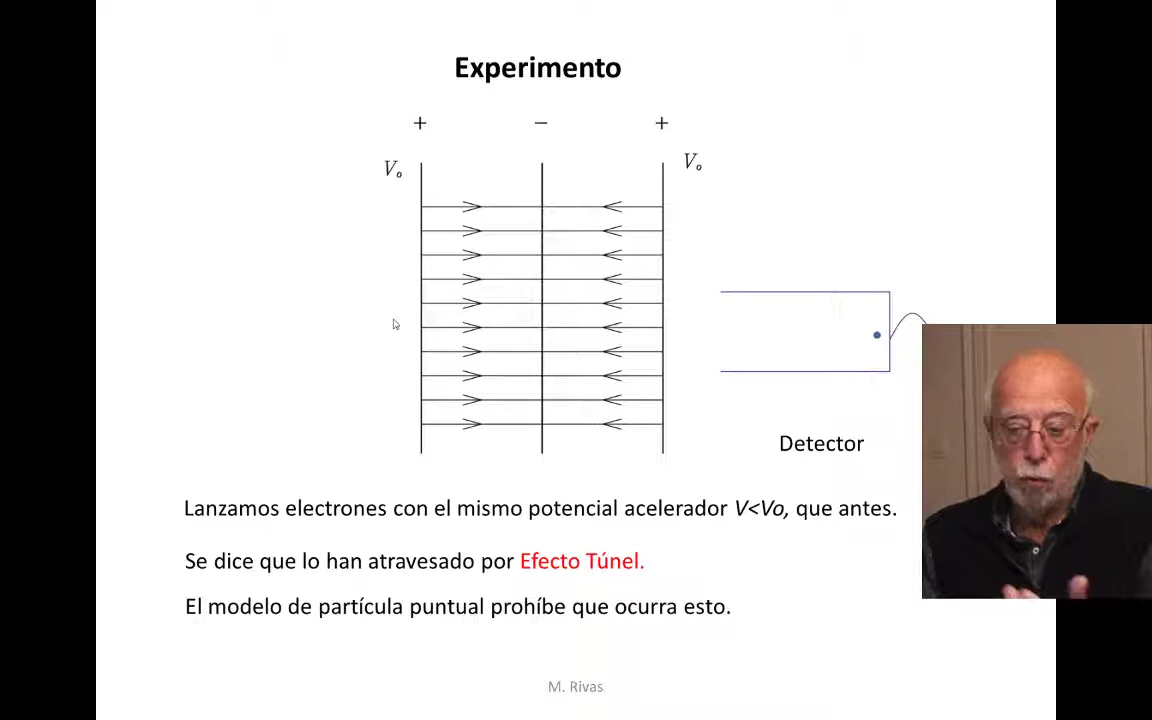 Experimento
+ − +
Vo Vo
Detector
Lanzamos electrones con el mismo potencial acelerador V<Vo, que antes.
Se dice que lo han atravesado por Efecto Túnel.
El modelo de partícula puntual prohíbe que ocurra esto.
M. Rivas